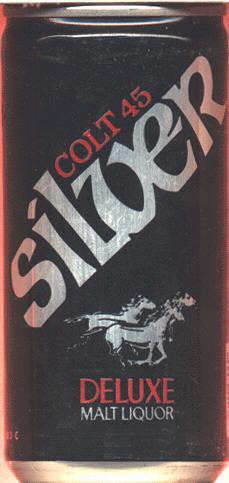 COLT 45
silver
DELUXE
MALT LIQUOR